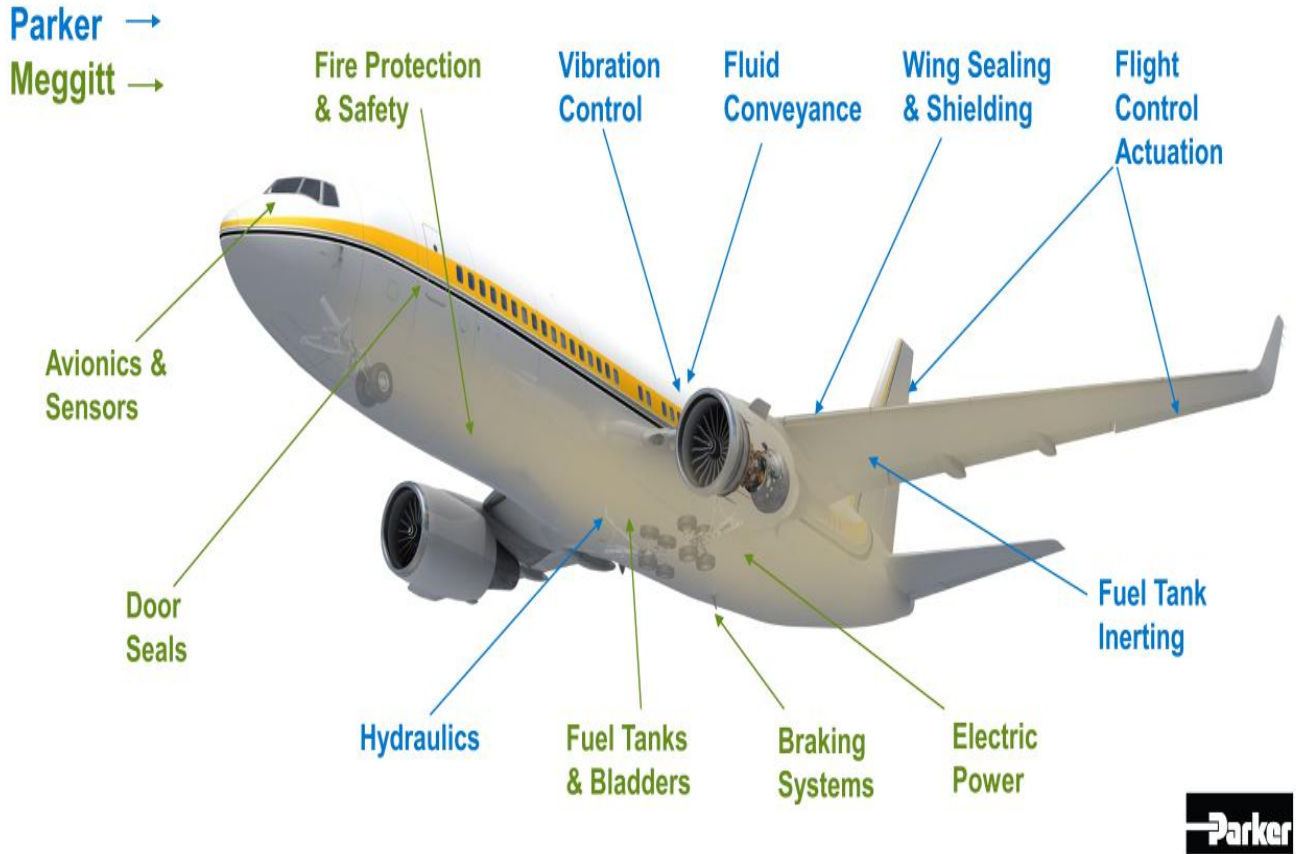 Parker
Meggitt
Fire Protection
& Safety
Vibration
Control
Fluid
Conveyance
Wing Sealing
& Shielding
Flight
Control
Actuation
Avionics &
Sensors
Door
Seals
Hydraulics
Fuel Tanks
& Bladders
Braking
Systems
Electric
Power
Fuel Tank
Inerting
Parker